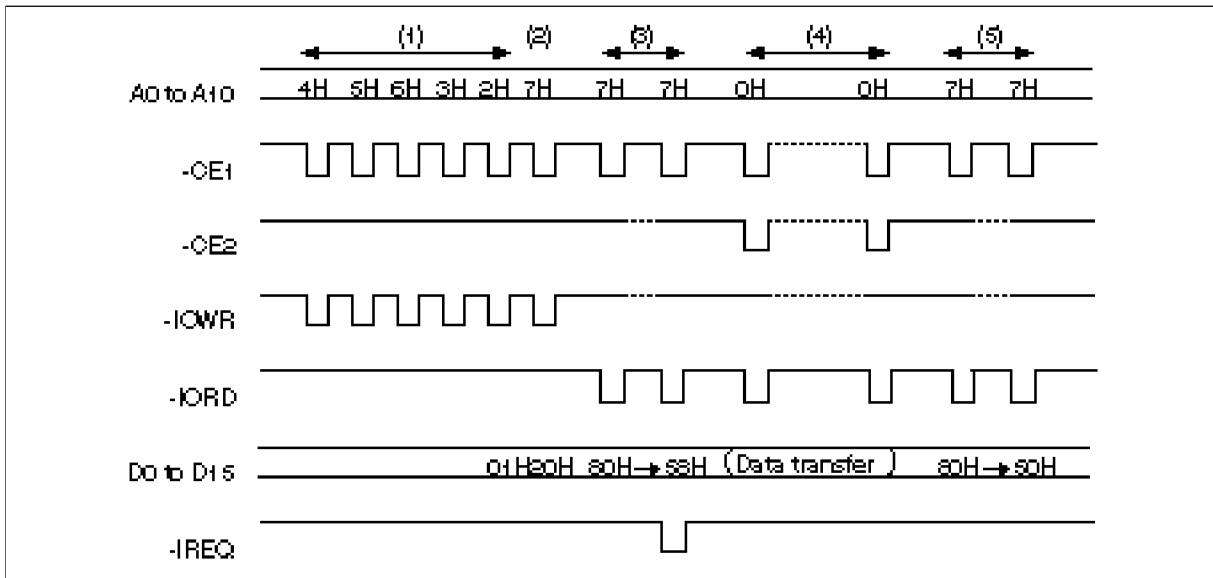 (1) (2) (3) (4) (5)
A0 to A10 4H 5H 6H 3H 2H 7H 7H 7H 0H 0H 7H 7H
-CE1
-CE2
-IOWR
-IORD
D0 to D15 01H 20H 80H→58H (Data transfer) 80H→50H
-IREQ